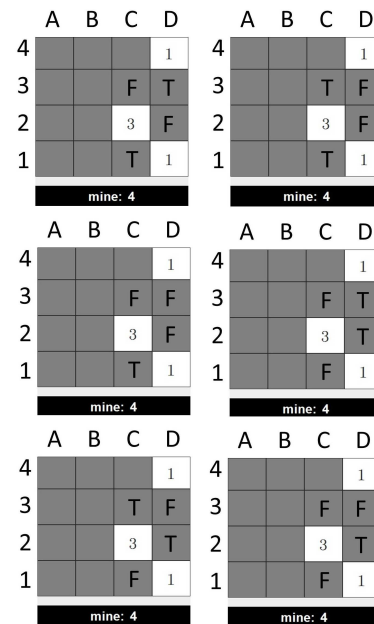 A B C D A B C D
4 1 4 1
3 F T 3 T F
2 3 F 2 3 F
1 T 1 1 T 1
mine: 4 mine: 4
A B C D A B C D
4 1 4 1
3 F F 3 F T
2 3 F 2 3 T
1 T 1 1 F 1
mine: 4 mine: 4
A B C D A B C D
4 1 4 1
3 T F 3 F F
2 3 T 2 3 T
1 F 1 1 F 1
mine: 4 mine: 4